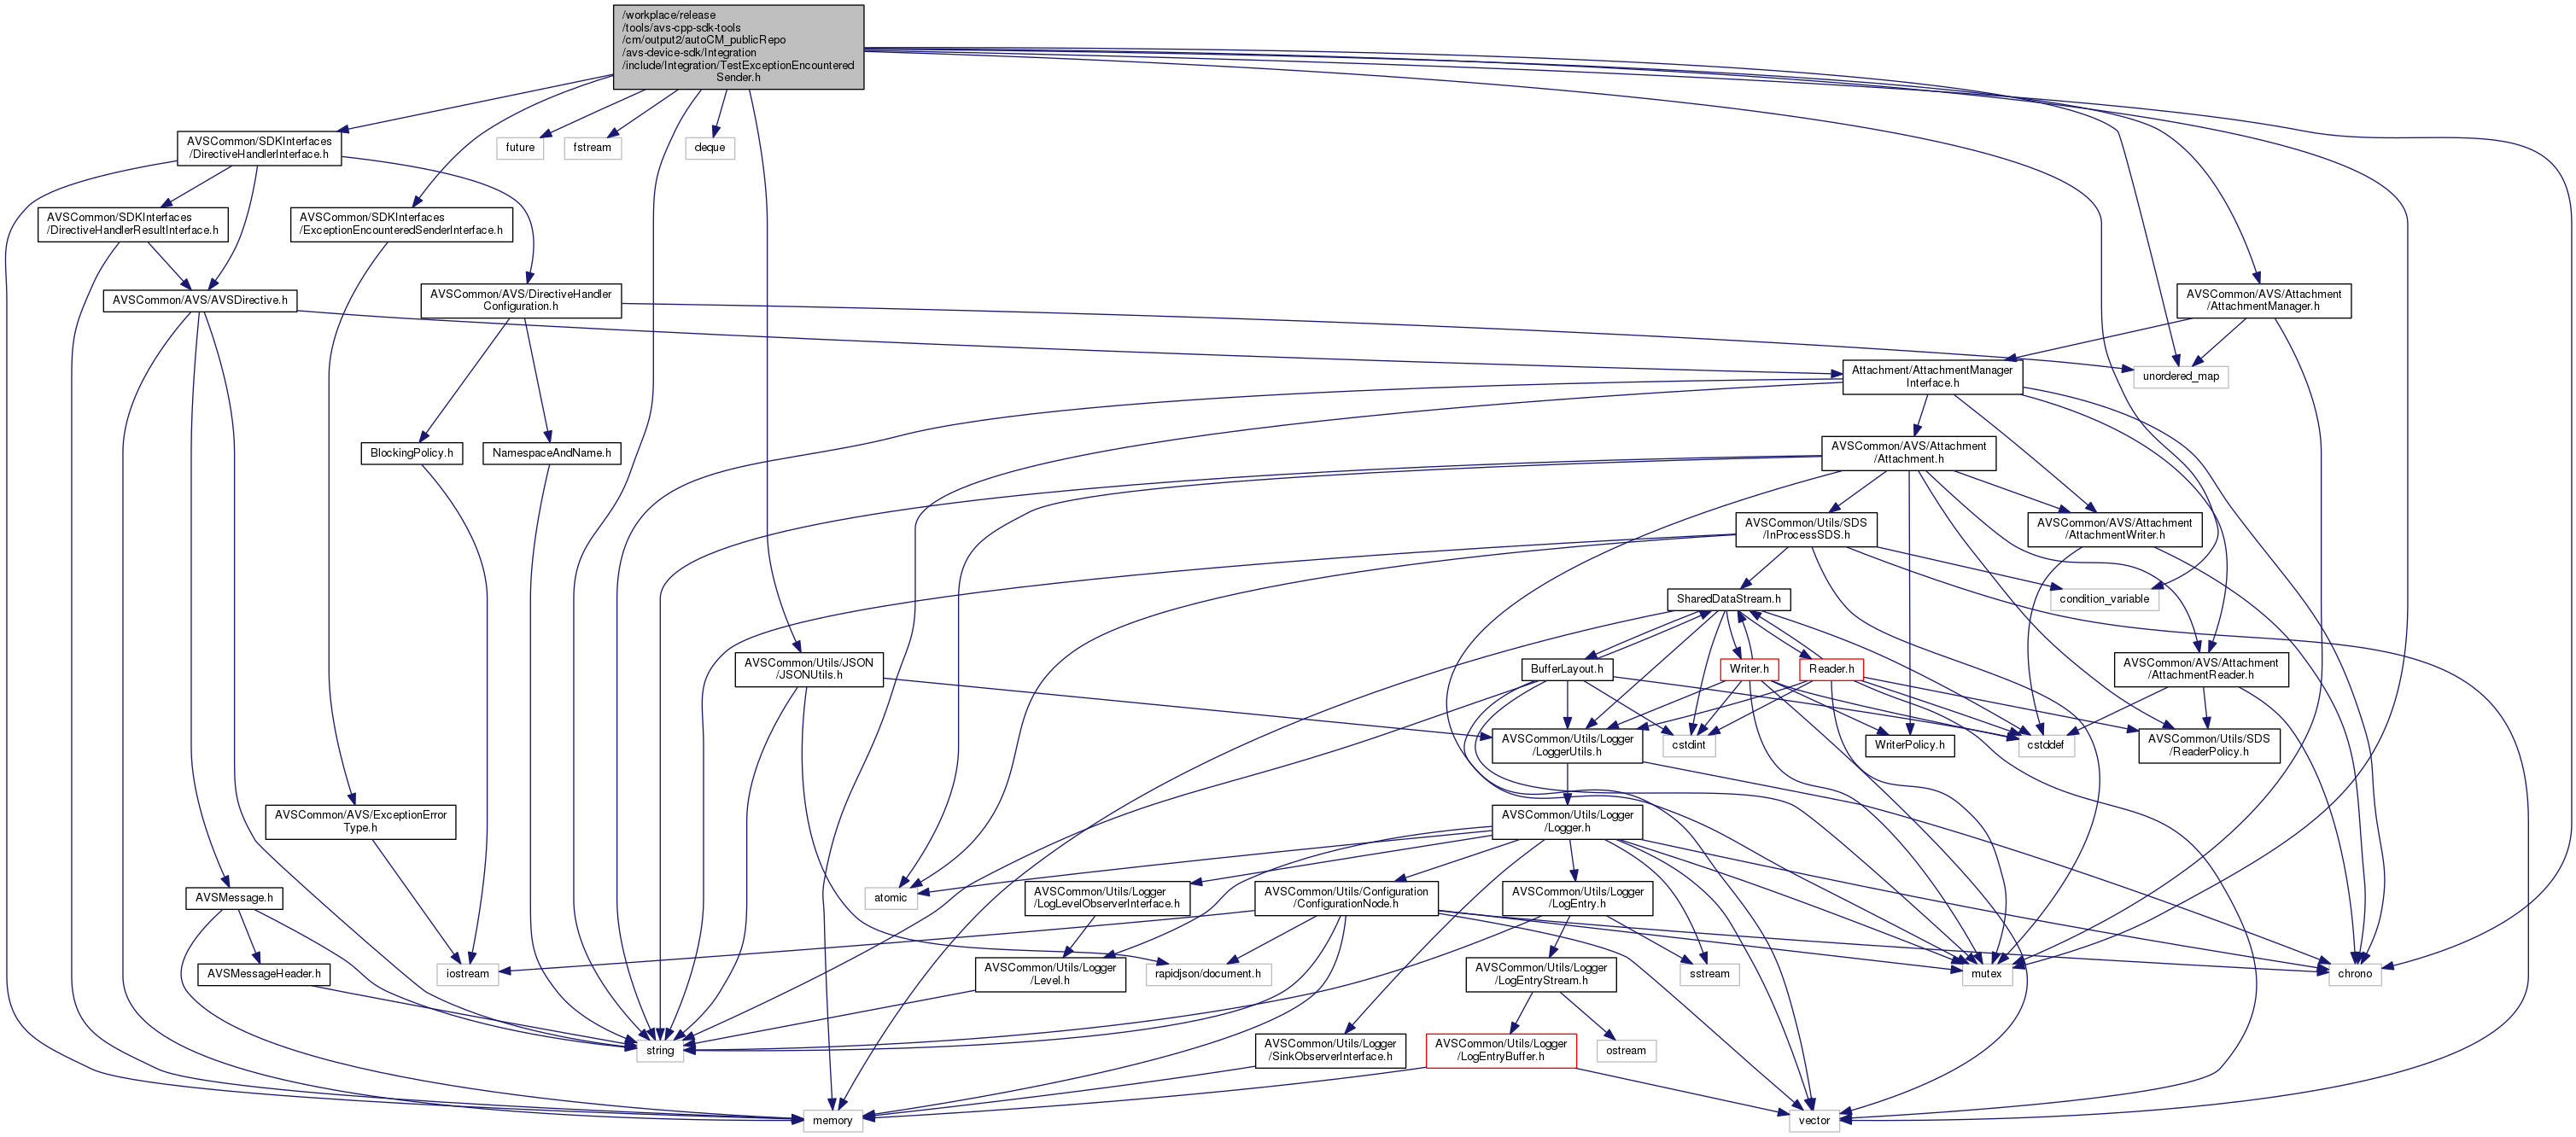 /workplace/release
/tools/avs-cpp-sdk-tools
/cm/output2/autoCM_publicRepo
/avs-device-sdk/Integration
/include/Integration/TestExceptionEncountered
Sender.h
AVSCommon/SDKInterfaces
/DirectiveHandlerInterface.h
future
fstream
deque
AVSCommon/SDKInterfaces
/DirectiveHandlerResultInterface.h
AVSCommon/SDKInterfaces
/ExceptionEncounteredSenderInterface.h
AVSCommon/AVS/AVSDirective.h
AVSCommon/AVS/DirectiveHandler
Configuration.h
AVSCommon/AVS/Attachment
/AttachmentManager.h
Attachment/AttachmentManager
Interface.h
unordered_map
BlockingPolicy.h
NamespaceAndName.h
AVSCommon/AVS/Attachment
/Attachment.h
AVSCommon/Utils/SDS
/InProcessSDS.h
AVSCommon/AVS/Attachment
/AttachmentWriter.h
SharedDataStream.h
condition_variable
AVSCommon/Utils/JSON
/JSONUtils.h
BufferLayout.h
Writer.h
Reader.h
AVSCommon/AVS/Attachment
/AttachmentReader.h
AVSCommon/Utils/Logger
/LoggerUtils.h
cstdint
WriterPolicy.h
cstddef
AVSCommon/Utils/SDS
/ReaderPolicy.h
AVSCommon/AVS/ExceptionError
Type.h
AVSCommon/Utils/Logger
/Logger.h
AVSMessage.h
atomic
AVSCommon/Utils/Logger
/LogLevelObserverInterface.h
AVSCommon/Utils/Configuration
/ConfigurationNode.h
AVSCommon/Utils/Logger
/LogEntry.h
AVSMessageHeader.h
iostream
AVSCommon/Utils/Logger
/Level.h
rapidjson/document.h
AVSCommon/Utils/Logger
/LogEntryStream.h
sstream
mutex
chrono
string
AVSCommon/Utils/Logger
/SinkObserverInterface.h
AVSCommon/Utils/Logger
/LogEntryBuffer.h
ostream
memory
vector